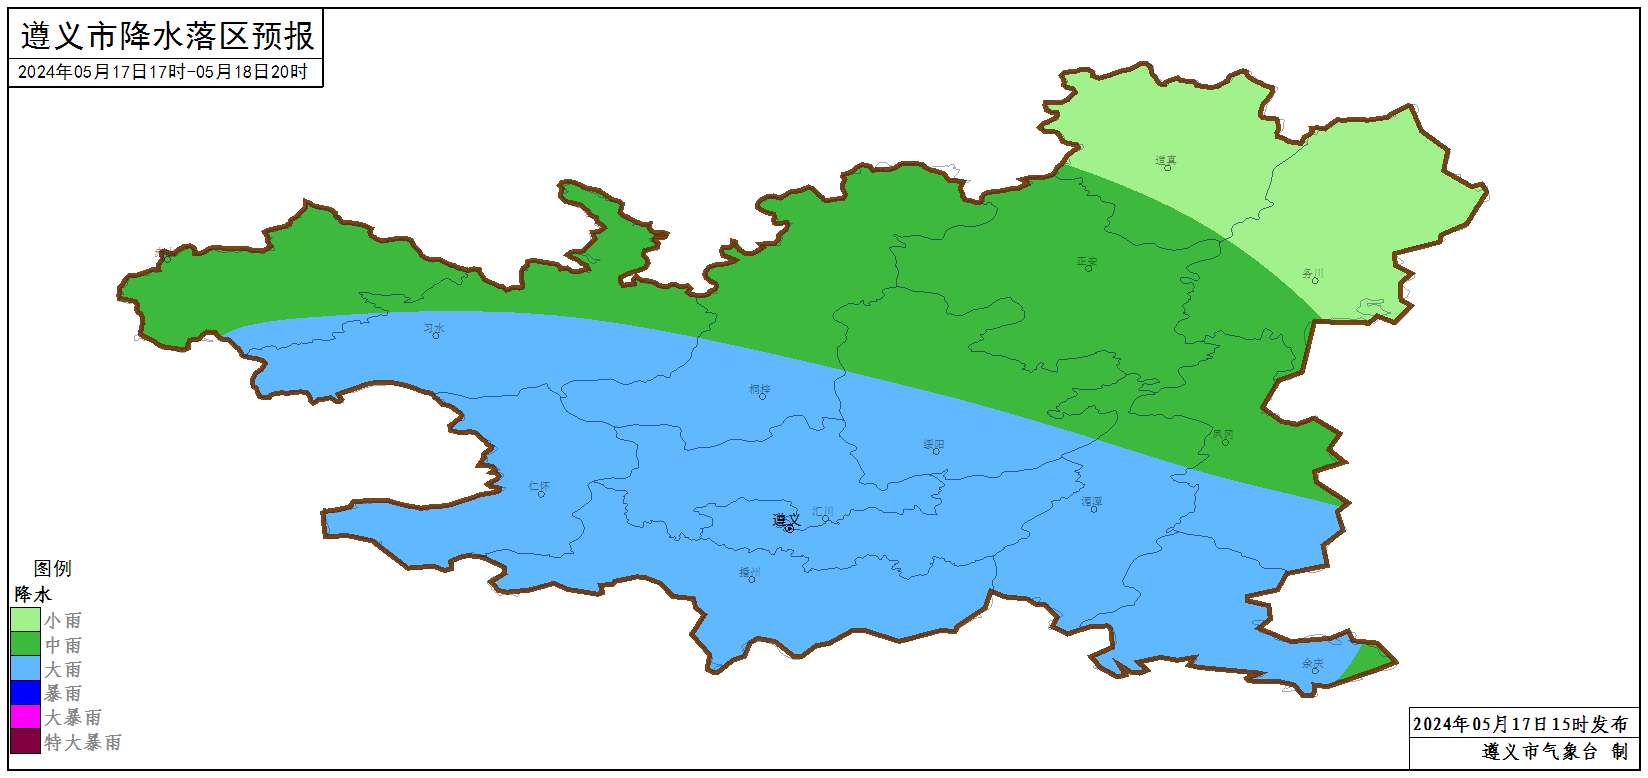 遵义市降水落区预报
2024年05月17日17时-05月18日20时
道真
赤水
正安
务川
习水
桐梓
绥阳
凤冈
仁怀
湄潭
汇川
遵义
播州
余庆
图例
降水
小雨
中雨
大雨
暴雨
大暴雨
特大暴雨
2024年05月17日15时发布
遵义市气象台 制